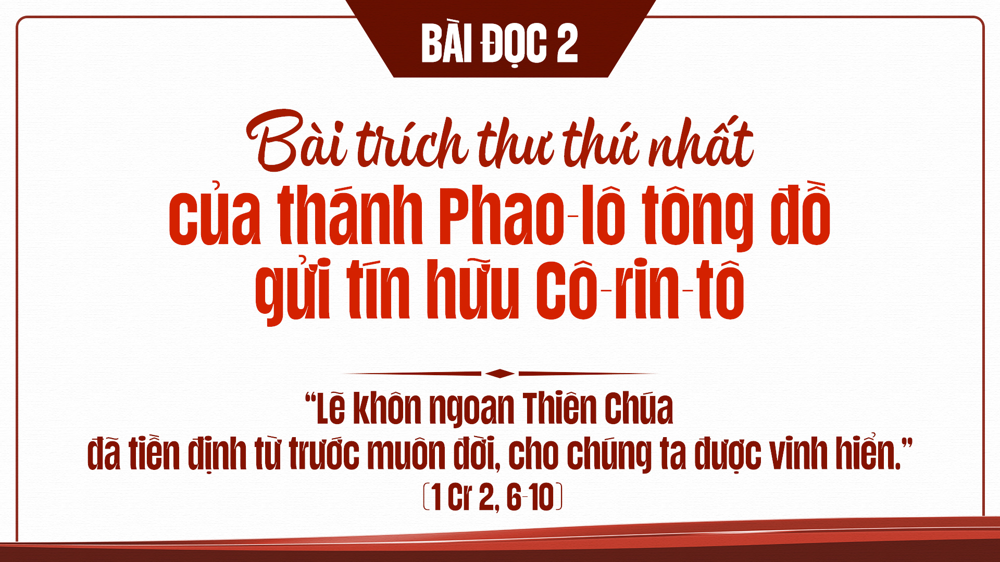 BÀI ĐỌC 2
Bài trích thư thứ nhất
của thánh Phao-lô tông đồ
gửi tín hữu Cô-rin-tô
“Lẽ khôn ngoan Thiên Chúa
đã tiền định từ trước muôn đời, cho chúng ta được vinh hiển.”
(1 Cr 2, 6-10)